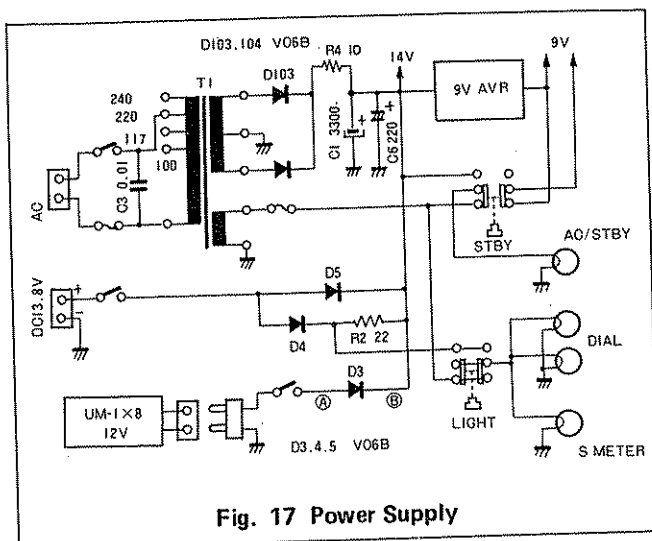 D103.104 V06B
R4 10
14V
9V
T1
D103
9V AVR
240
220
117
100
C3 0.01
C1 3300
+
C6 220
+
AC
STBY
AC/STBY
DC13.8V
+
-
D5
D4
R2 22
DIAL
D3
UM-1×8
12V
Ⓐ
Ⓑ
LIGHT
D3.4.5 V06B
S METER
Fig. 17 Power Supply